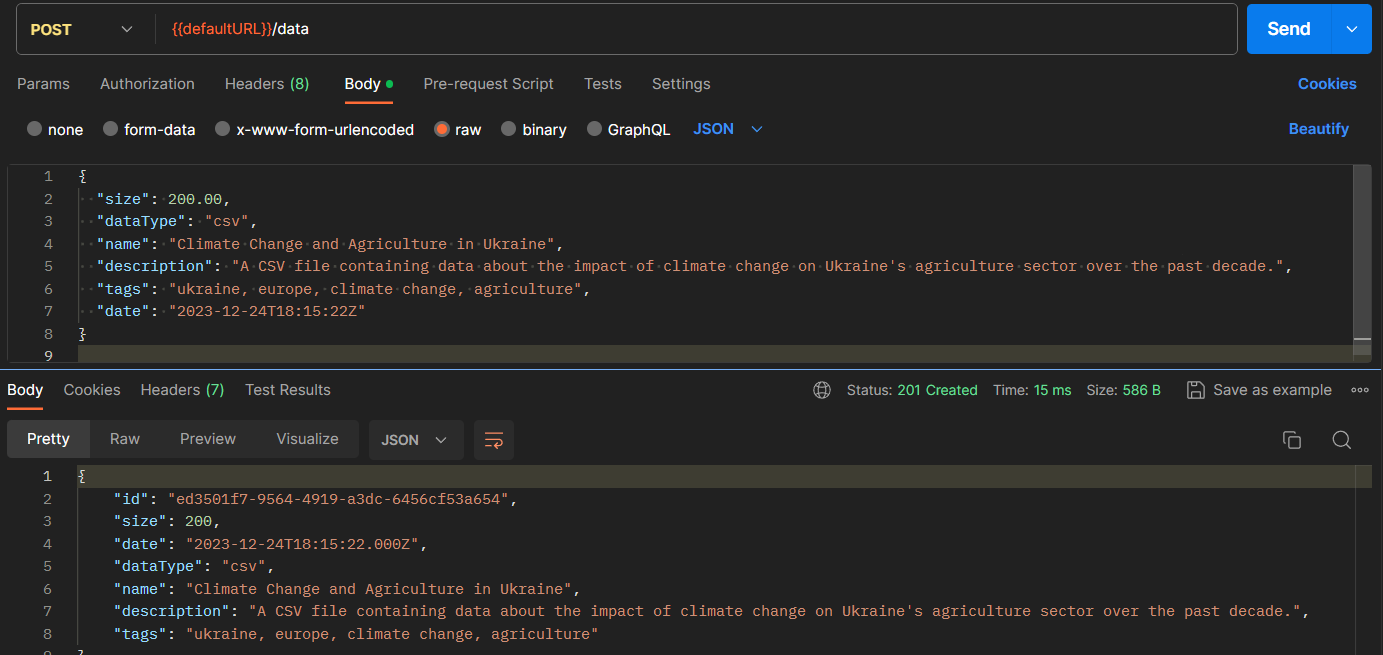 POST {{defaultURL}}/data Send
Params Authorization Headers (8) Body Pre-request Script Tests Settings Cookies
none form-data x-www-form-urlencoded raw binary GraphQL JSON Beautify
1 {
2 "size": 200.00,
3 "dataType": "csv",
4 "name": "Climate Change and Agriculture in Ukraine",
5 "description": "A CSV file containing data about the impact of climate change on Ukraine's agriculture sector over the past decade.",
6 "tags": "ukraine, europe, climate change, agriculture",
7 "date": "2023-12-24T18:15:22Z"
8 }
9
Body Cookies Headers (7) Test Results Status: 201 Created Time: 15 ms Size: 586 B Save as example
Pretty Raw Preview Visualize JSON
1 {
2 "id": "ed3501f7-9564-4919-a3dc-6456cf53a654",
3 "size": 200,
4 "date": "2023-12-24T18:15:22.000Z",
5 "dataType": "csv",
6 "name": "Climate Change and Agriculture in Ukraine",
7 "description": "A CSV file containing data about the impact of climate change on Ukraine's agriculture sector over the past decade.",
8 "tags": "ukraine, europe, climate change, agriculture"
9 }